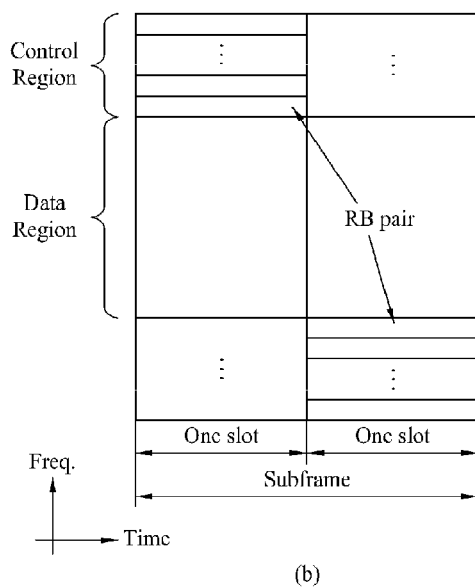 Control
Region
Data
Region
RB pair
One slot
One slot
Subframe
Freq.
Time
(b)